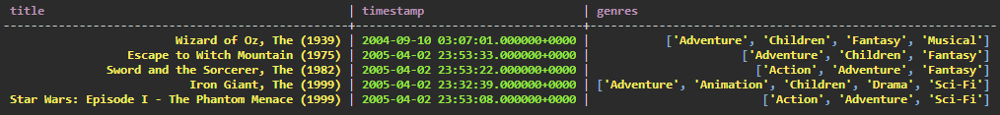 title | timestamp | genres
Wizard of Oz, The (1939) | 2004-09-10 03:07:01.000000+0000 | ['Adventure', 'Children', 'Fantasy', 'Musical']
Escape to Witch Mountain (1975) | 2005-04-02 23:53:33.000000+0000 | ['Adventure', 'Children', 'Fantasy']
Sword and the Sorcerer, The (1982) | 2005-04-02 23:53:22.000000+0000 | ['Action', 'Adventure', 'Fantasy']
Iron Giant, The (1999) | 2005-04-02 23:32:39.000000+0000 | ['Adventure', 'Animation', 'Children', 'Drama', 'Sci-Fi']
Star Wars: Episode I - The Phantom Menace (1999) | 2005-04-02 23:53:08.000000+0000 | ['Action', 'Adventure', 'Sci-Fi']